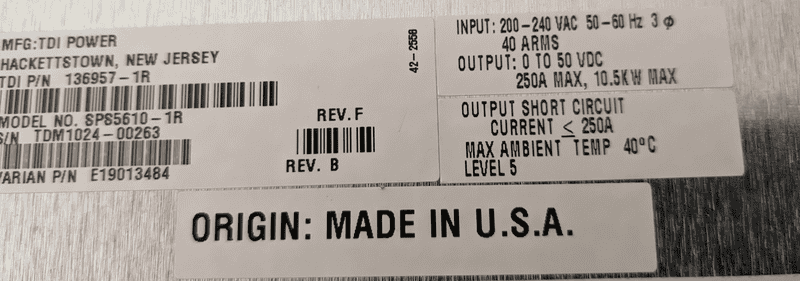 MFG:TDI POWER
HACKETTSTOWN, NEW JERSEY
TDI P/N 136957-1R
MODEL NO. SPS5610-1R
S/N TDM1024-00263
VARIAN P/N E19013484
REV.F
REV. B
42-2558
INPUT: 200-240 VAC 50-60 Hz 3 ϕ
40 ARMS
OUTPUT: 0 TO 50 VDC
250A MAX, 10.5KW MAX
OUTPUT SHORT CIRCUIT
CURRENT ≤ 250A
MAX AMBIENT TEMP 40°C
LEVEL 5
ORIGIN: MADE IN U.S.A.